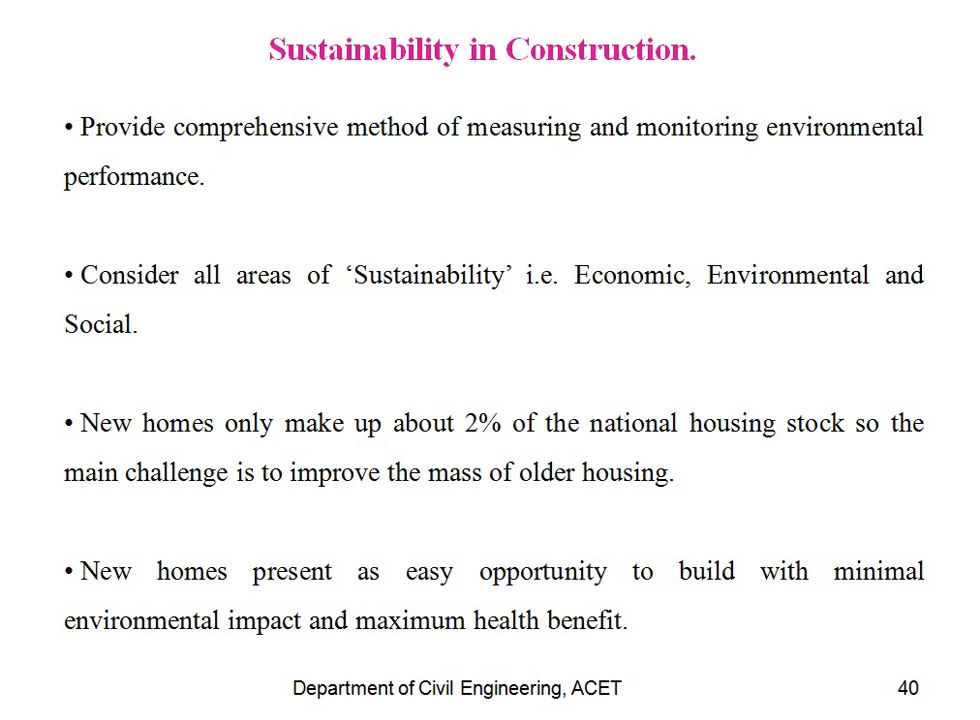 Sustainability in Construction.
• Provide comprehensive method of measuring and monitoring environmental
performance.
• Consider all areas of ‘Sustainability’ i.e. Economic, Environmental and
Social.
• New homes only make up about 2% of the national housing stock so the
main challenge is to improve the mass of older housing.
• New homes present as easy opportunity to build with minimal
environmental impact and maximum health benefit.
Department of Civil Engineering, ACET 40